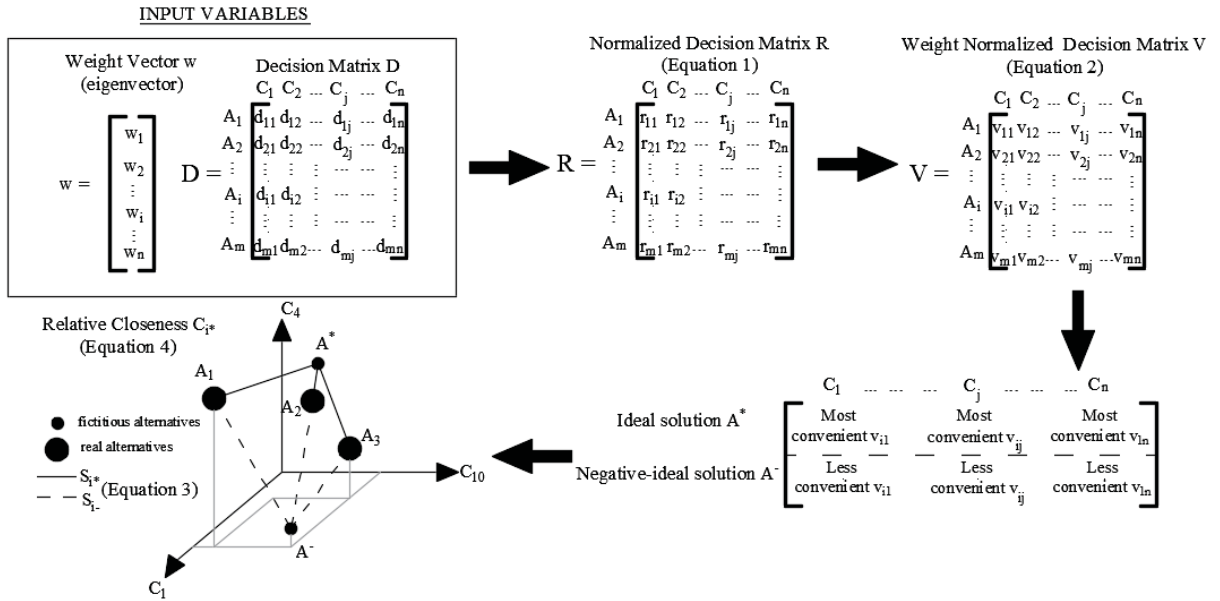 INPUT VARIABLES
Weight Vector w
(eigenvector)
w =
w1
w2
⋮
wi
⋮
wn
Decision Matrix D
C1 C2 ... Cj ... Cn
D =
A1 d11 d12 ... d1j ... d1n
A2 d21 d22 ... d2j ... d2n
⋮ ⋮ ⋮ ⋮ ... ... ⋮
Ai di1 di2 ⋮ ... ... ⋮
⋮ ⋮ ⋮ ⋮ ... ... ⋮
Am dm1 dm2 ... dmj ... dmn
Normalized Decision Matrix R
(Equation 1)
C1 C2 ... Cj ... Cn
R =
A1 r11 r12 ... r1j ... r1n
A2 r21 r22 ... r2j ... r2n
⋮ ⋮ ⋮ ⋮ ... ... ⋮
Ai ri1 ri2 ⋮ ... ... ⋮
⋮ ⋮ ⋮ ⋮ ... ... ⋮
Am rm1 rm2 ... rmj ... rmn
Weight Normalized Decision Matrix V
(Equation 2)
C1 C2 ... Cj ... Cn
V =
A1 v11 v12 ... v1j ... v1n
A2 v21 v22 ... v2j ... v2n
⋮ ⋮ ⋮ ⋮ ... ... ⋮
Ai vi1 vi2 ⋮ ... ... ⋮
⋮ ⋮ ⋮ ⋮ ... ... ⋮
Am vm1 vm2 ... vmj ... vmn
C1 ... ... ... Cj ... ... Cn
Ideal solution A*
Most Most Most
convenient vi1 convenient vij convenient vln
Negative-ideal solution A-
Less Less Less
convenient vi1 convenient vij convenient vln
Relative Closeness Ci*
(Equation 4)
fictitious alternatives
real alternatives
Si*
(Equation 3)
Si-
C4
A*
A1
A2
A3
C10
A-
C1